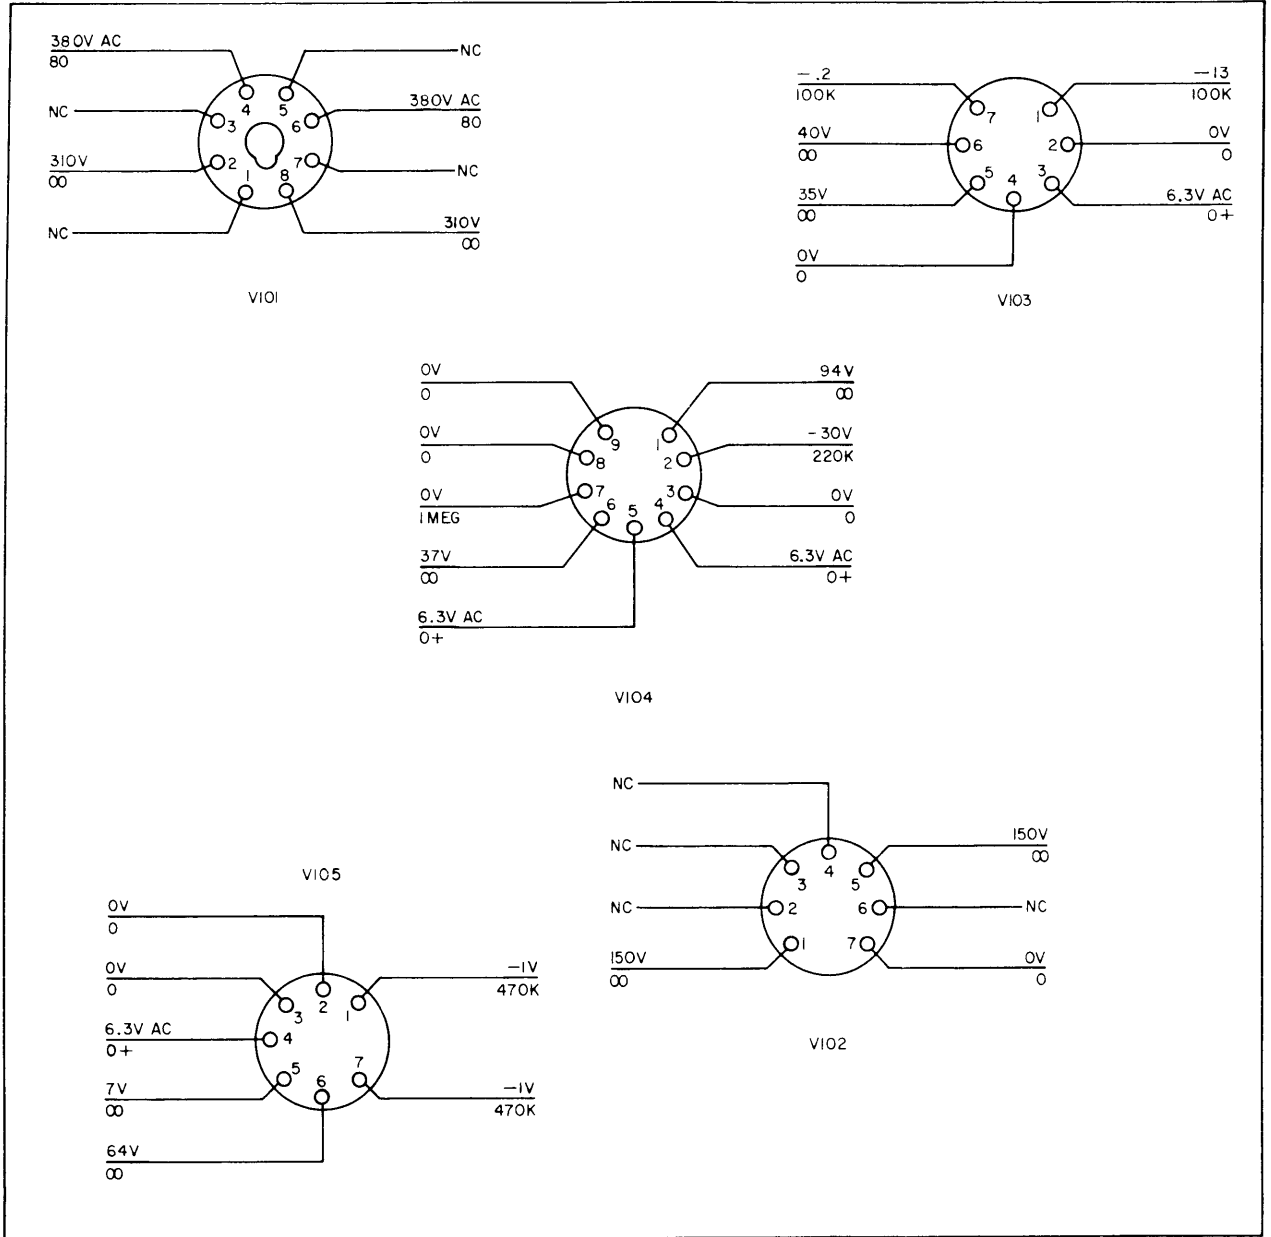 380V AC
80
NC
NC
310V
∞
NC
4
5
3
6
2
7
1
8
NC
380V AC
80
NC
310V
∞
V101
-.2
100K
40V
∞
35V
∞
0V
0
7
1
6
2
5
3
4
-13
100K
0V
0
6.3V AC
0+
V103
0V
0
0V
0
0V
1MEG
37V
∞
6.3V AC
0+
9
1
8
2
7
3
6
5
4
94V
∞
-30V
220K
0V
0
6.3V AC
0+
V104
NC
NC
NC
150V
∞
4
3
5
2
6
1
7
150V
∞
NC
0V
0
V102
V105
0V
0
0V
0
6.3V AC
0+
7V
∞
64V
∞
2
3
1
4
5
6
7
-1V
470K
-1V
470K